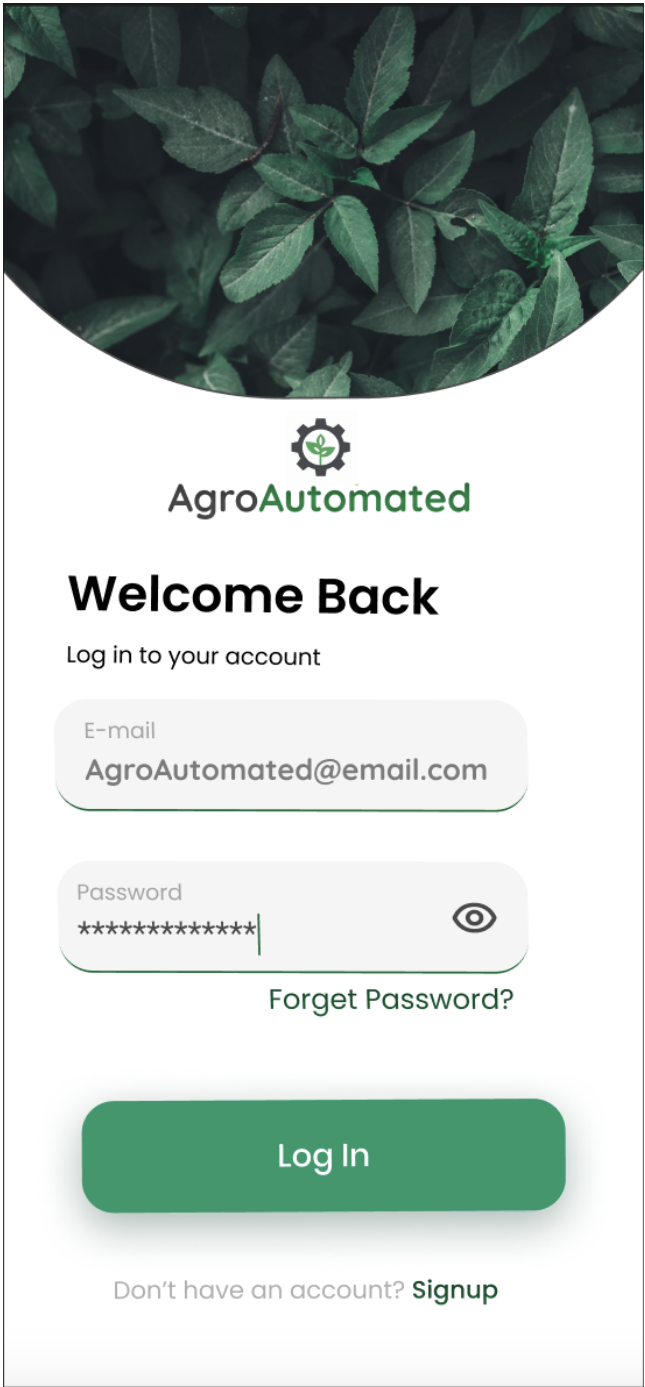 AgroAutomated
Welcome Back
Log in to your account
E-mail
AgroAutomated@email.com
Password
*************
Forget Password?
Log In
Don't have an account? Signup